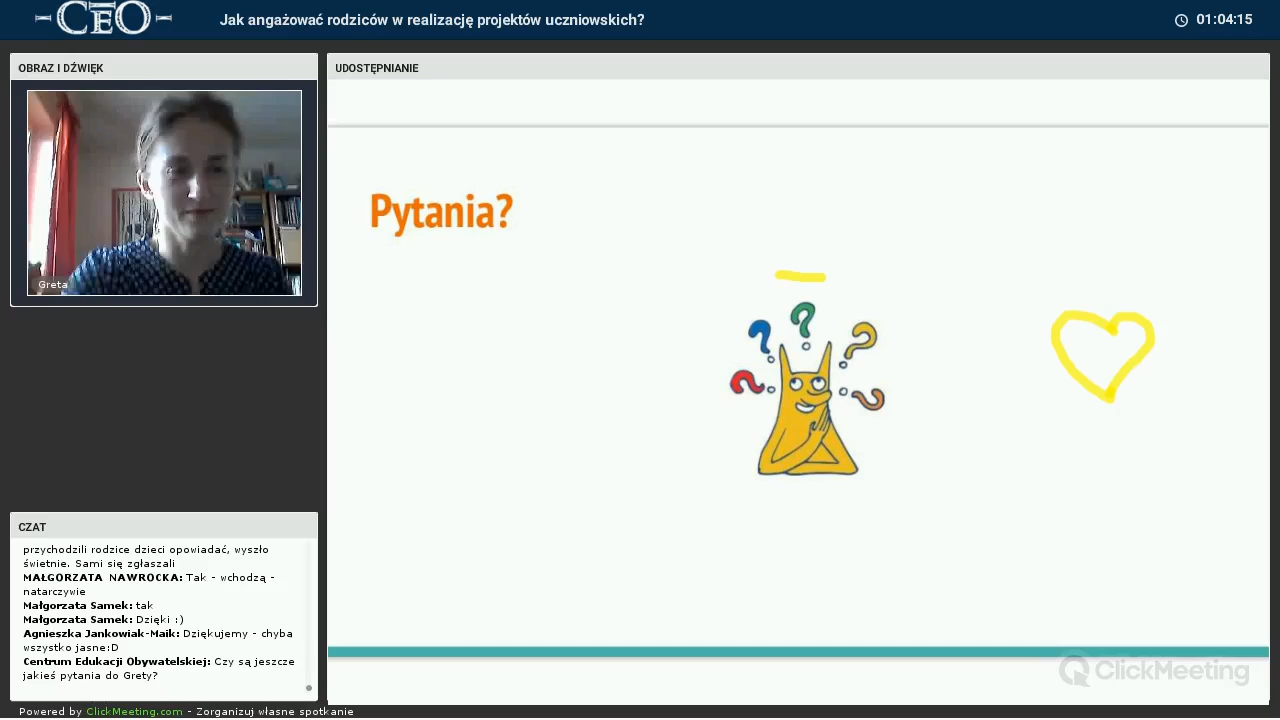 CEO
Jak angażować rodziców w realizację projektów uczniowskich?
01:04:15
OBRAZ I DŹWIĘK
UDOSTĘPNIANIE
Greta
Pytania?
? ? ? ? ?
CZAT
przychodzili rodzice dzieci opowiadać, wyszło
świetnie. Sami się zgłaszali
MAŁGORZATA NAWROCKA: Tak - wchodzą -
natarczywie
Małgorzata Samek: tak
Małgorzata Samek: Dzięki :)
Agnieszka Jankowiak-Maik: Dziękujemy - chyba
wszystko jasne:D
Centrum Edukacji Obywatelskiej: Czy są jeszcze
jakieś pytania do Grety?
ClickMeeting
Powered by ClickMeeting.com - Zorganizuj własne spotkanie